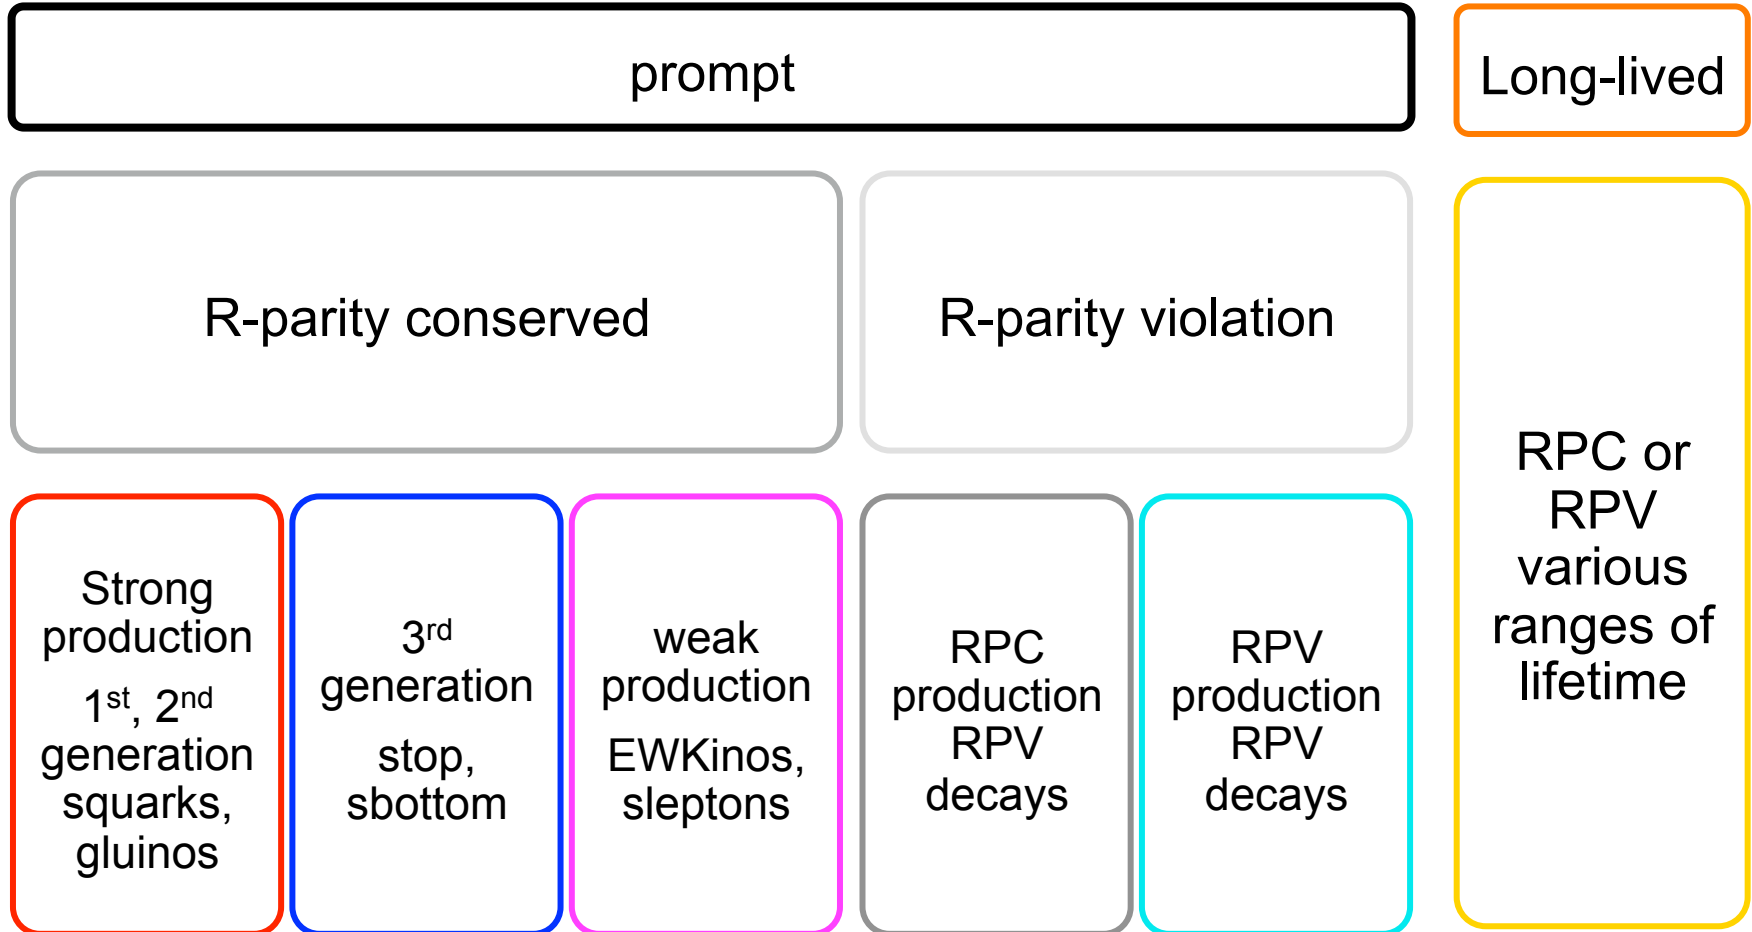 prompt
Long-lived
R-parity conserved
R-parity violation
Strong
production
1st, 2nd
generation
squarks,
gluinos
3rd
generation
stop,
sbottom
weak
production
EWKinos,
sleptons
RPC
production
RPV
decays
RPV
production
RPV
decays
RPC or
RPV
various
ranges of
lifetime